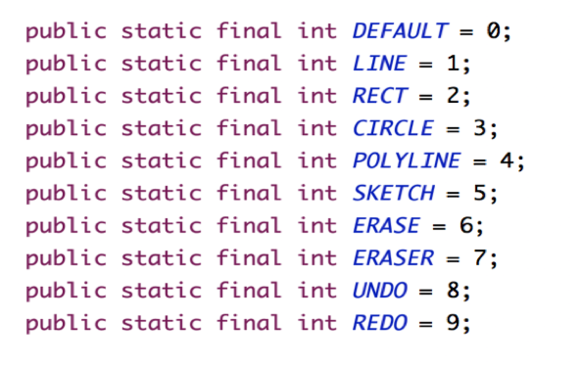 public static final int DEFAULT = 0;
public static final int LINE = 1;
public static final int RECT = 2;
public static final int CIRCLE = 3;
public static final int POLYLINE = 4;
public static final int SKETCH = 5;
public static final int ERASE = 6;
public static final int ERASER = 7;
public static final int UNDO = 8;
public static final int REDO = 9;